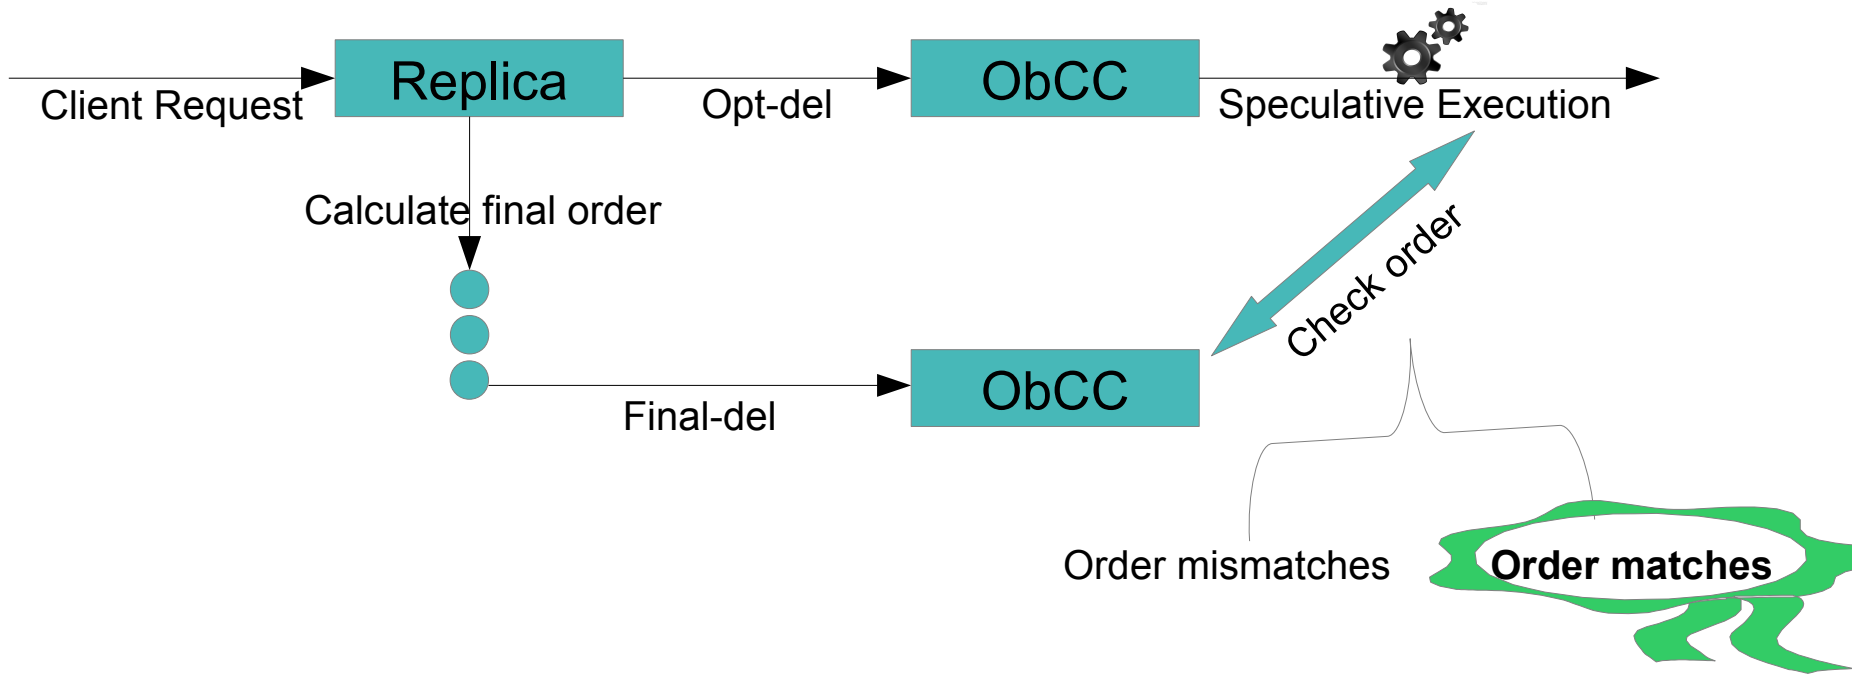 Replica
ObCC
Client Request
Opt-del
Speculative Execution
Calculate final order
Check order
ObCC
Final-del
Order mismatches
Order matches